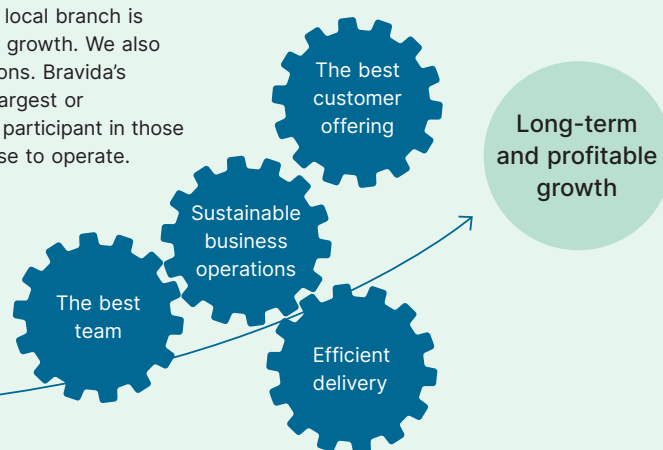 local branch is
growth. We also
ons. Bravida’s
argest or
participant in those
se to operate.
The best
customer
offering
Long-term
and profitable
growth
Sustainable
business
operations
The best
team
Efficient
delivery